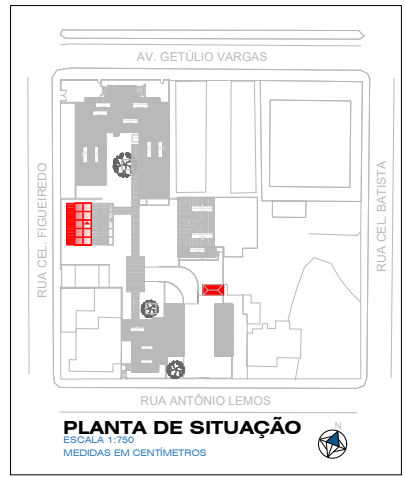 AV. GETÚLIO VARGAS
RUA CEL. FIGUEIREDO
RUA CEL. BATISTA
RUA ANTÔNIO LEMOS
PLANTA DE SITUAÇÃO
ESCALA 1:750
MEDIDAS EM CENTÍMETROS
N